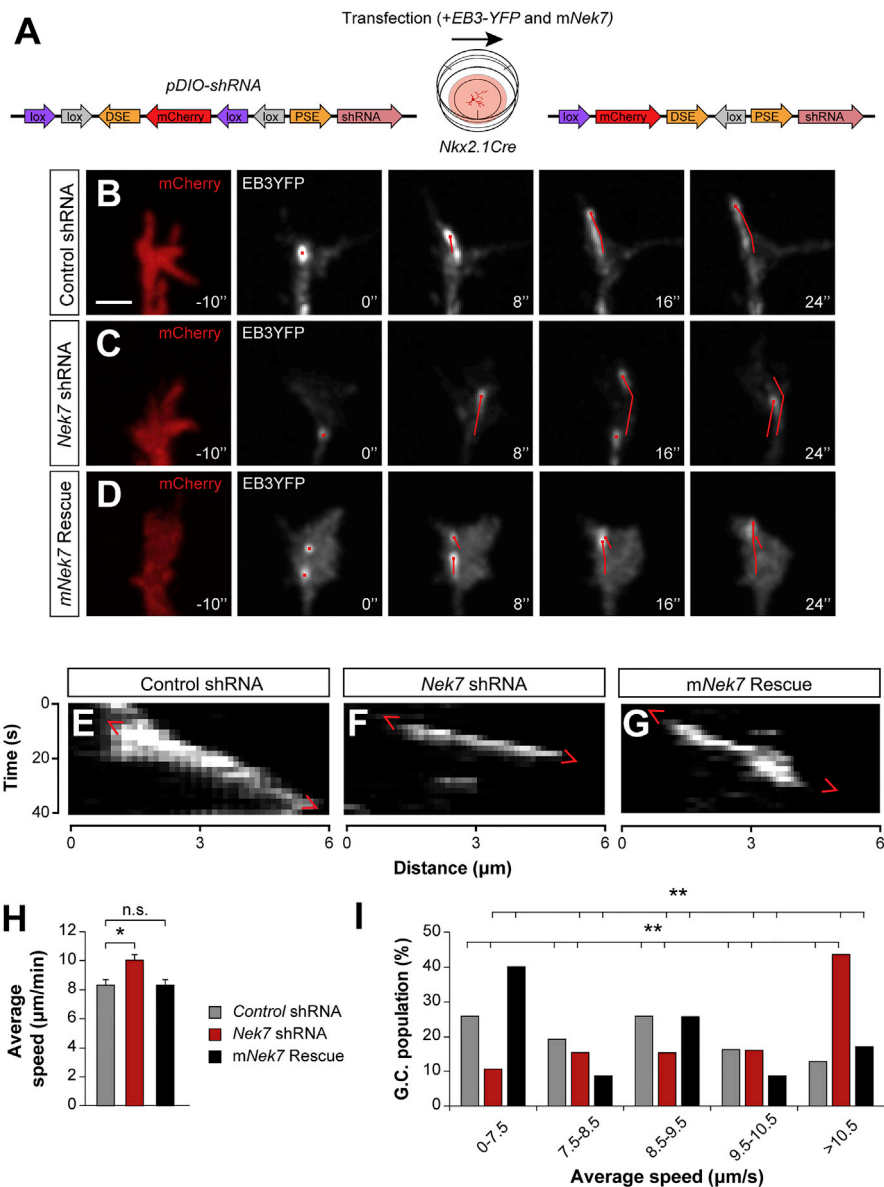 A
Transfection (+EB3-YFP and mNek7)
pDIO-shRNA
lox lox DSE mCherry lox lox PSE shRNA
Nkx2.1Cre
lox mCherry DSE lox PSE shRNA
Control shRNA
B mCherry -10’’
EB3YFP 0’’
8’’
16’’
24’’
Nek7 shRNA
C mCherry -10’’
EB3YFP 0’’
8’’
16’’
24’’
mNek7 Rescue
D mCherry -10’’
EB3YFP 0’’
8’’
16’’
24’’
Control shRNA
Nek7 shRNA
mNek7 Rescue
E
F
G
Time (s)
0
20
40
0 3 6
0 3 6
0 3 6
Distance (µm)
H
n.s.
*
Average speed (µm/min)
14
12
10
8
6
4
2
0
Control shRNA
Nek7 shRNA
mNek7 Rescue
I
**
**
G.C. population (%)
50
40
30
20
10
0
0-7.5
7.5-8.5
8.5-9.5
9.5-10.5
>10.5
Average speed (µm/s)